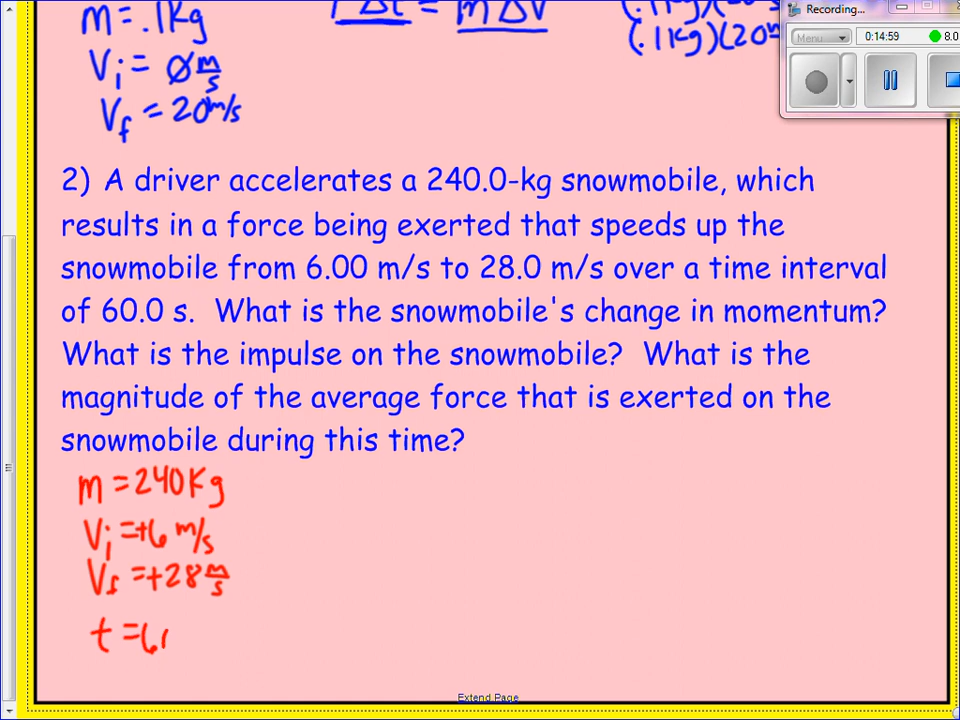 m = .1kg
Vi = 0 m/s
Vf = 20 m/s
= m Δv
(.1kg)(20 m
Recording...
Menu
0:14:59
8.0
2) A driver accelerates a 240.0-kg snowmobile, which
results in a force being exerted that speeds up the
snowmobile from 6.00 m/s to 28.0 m/s over a time interval
of 60.0 s. What is the snowmobile's change in momentum?
What is the impulse on the snowmobile? What is the
magnitude of the average force that is exerted on the
snowmobile during this time?
m = 240 Kg
Vi = +6 m/s
Vf = +28 m/s
t = 6
Extend Page